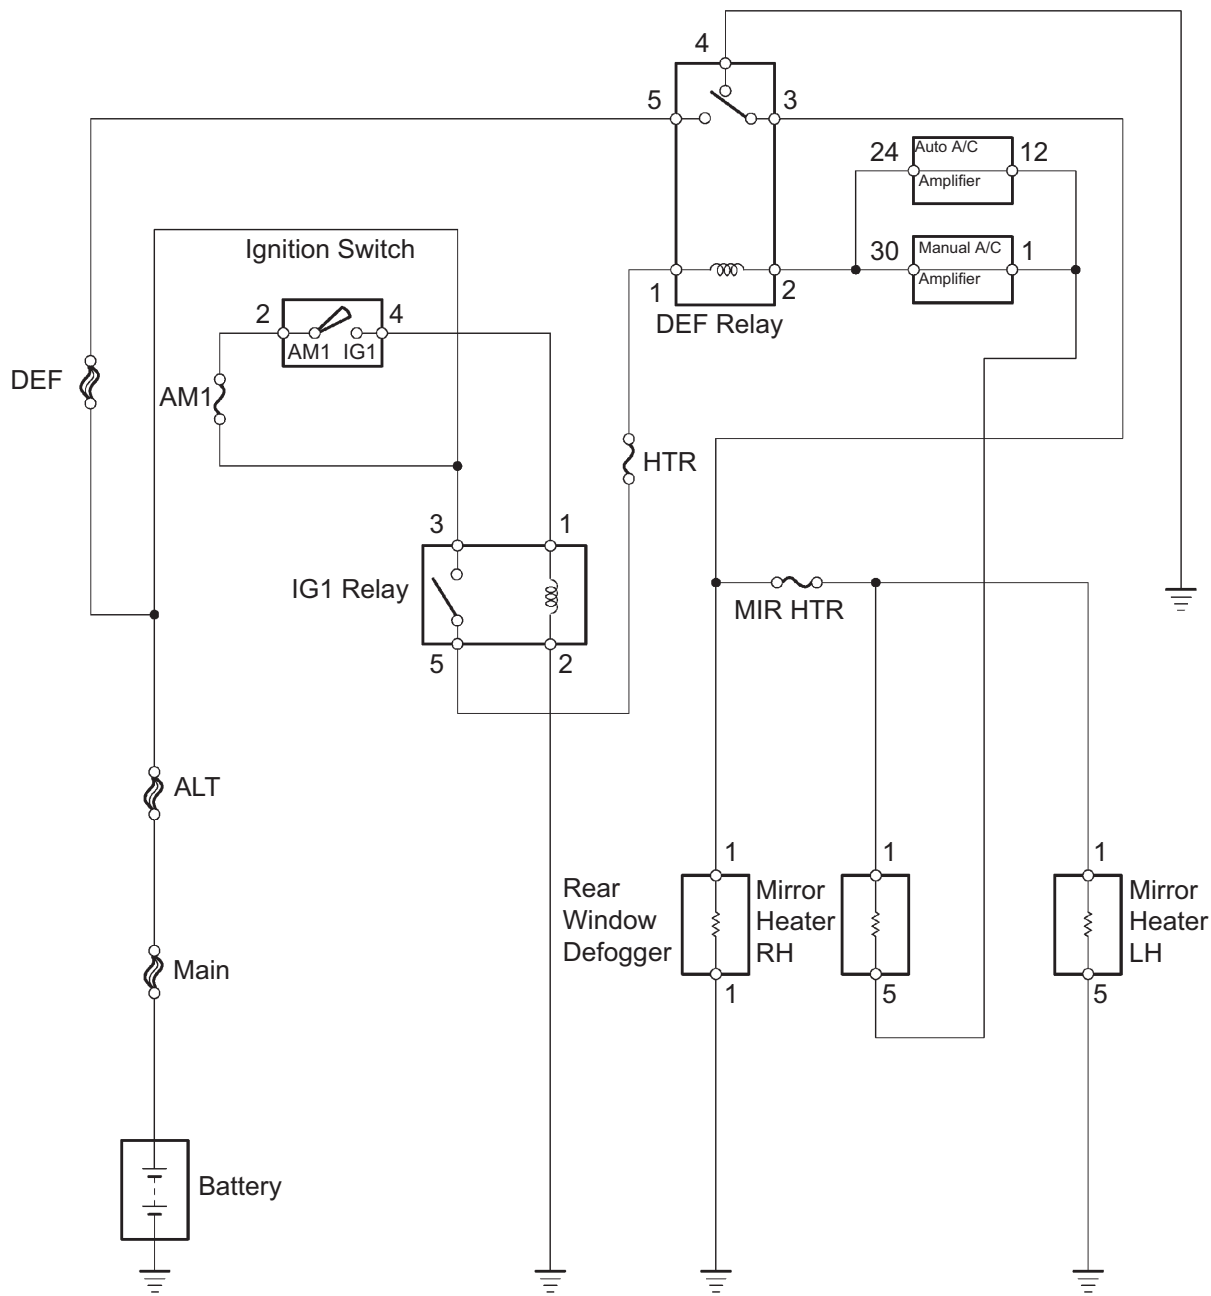 4
5
3
24
Auto A/C
12
Amplifier
Ignition Switch
30
Manual A/C
1
Amplifier
1
2
2
4
DEF Relay
AM1 IG1
DEF
AM1
HTR
3
1
IG1 Relay
MIR HTR
5
2
ALT
1
1
1
Rear
Window
Defogger
Mirror
Heater
RH
Mirror
Heater
LH
Main
1
5
5
Battery